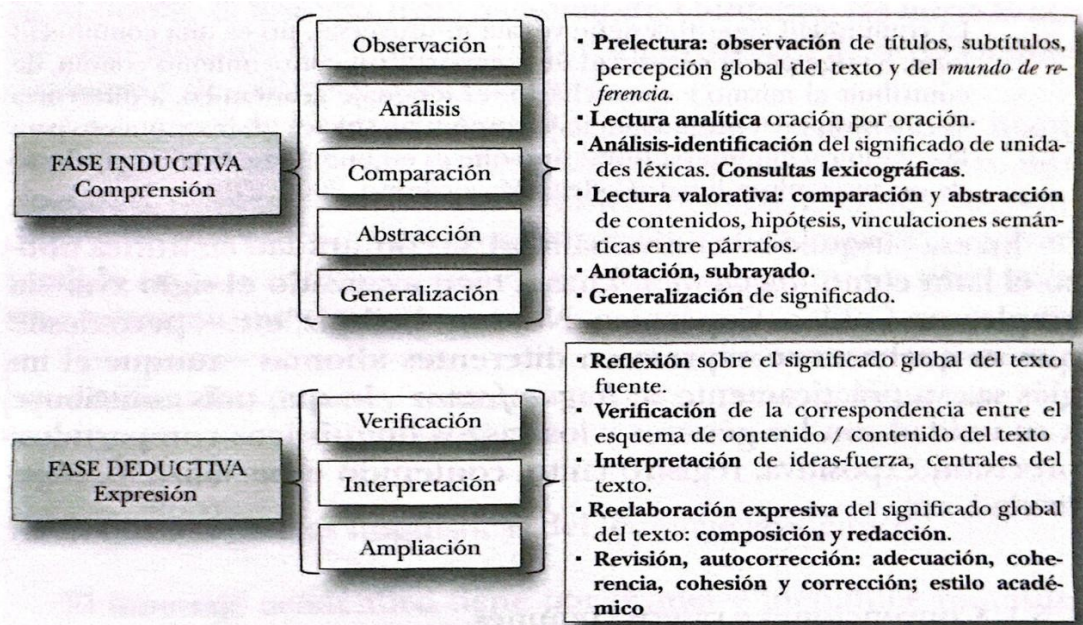 FASE INDUCTIVA
Comprensión
Observación
Análisis
Comparación
Abstracción
Generalización
· Prelectura: observación de títulos, subtítulos,
percepción global del texto y del mundo de re-
ferencia.
· Lectura analítica oración por oración.
· Análisis-identificación del significado de unida-
des léxicas. Consultas lexicográficas.
· Lectura valorativa: comparación y abstracción
de contenidos, hipótesis, vinculaciones semán-
ticas entre párrafos.
· Anotación, subrayado.
· Generalización de significado.
FASE DEDUCTIVA
Expresión
Verificación
Interpretación
Ampliación
· Reflexión sobre el significado global del texto
fuente.
· Verificación de la correspondencia entre el
esquema de contenido y contenido del texto
· Interpretación de ideas-fuerza, centrales del
texto.
· Reelaboración expresiva del significado global
del texto: composición y redacción.
· Revisión, autocorrección: adecuación, cohe-
rencia, cohesión y corrección; estilo acadé-
mico